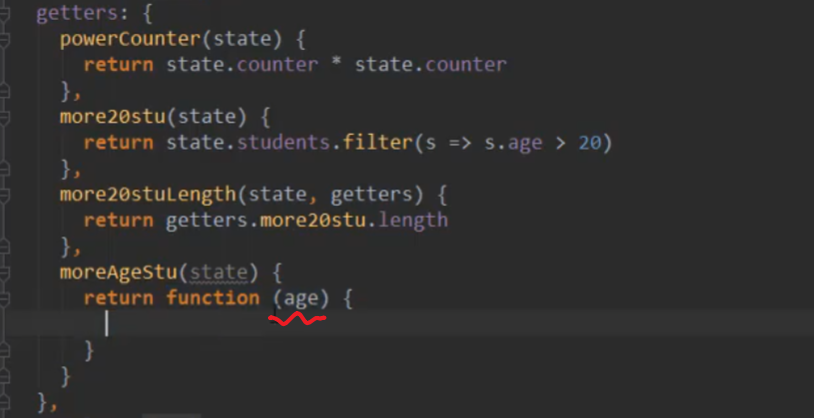 getters: {
powerCounter(state) {
return state.counter * state.counter
},
more20stu(state) {
return state.students.filter(s => s.age > 20)
},
more20stuLength(state, getters) {
return getters.more20stu.length
},
moreAgeStu(state) {
return function (age) {
}
}
},